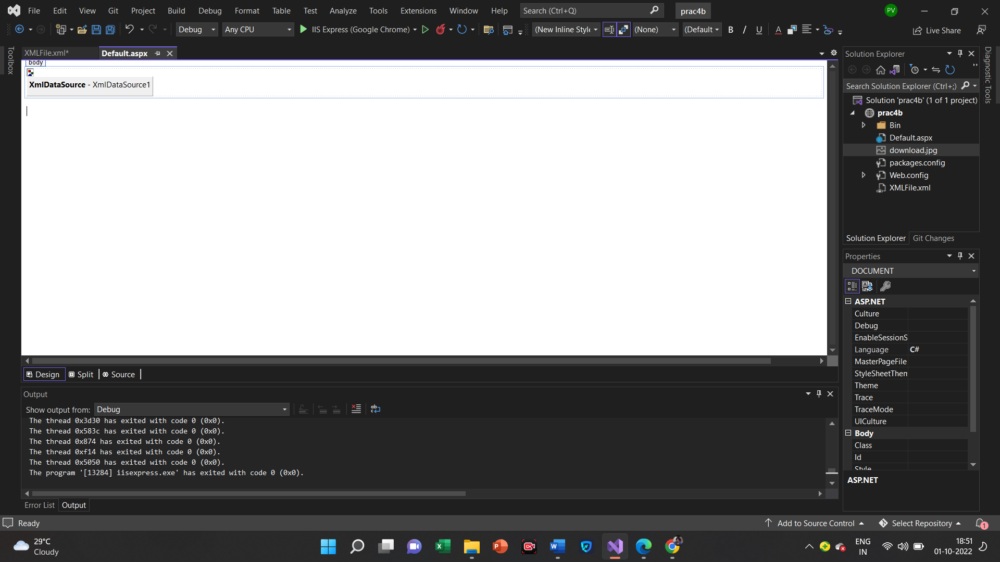 File Edit View Git Project Build Debug Format Table Test Analyze Tools Extensions Window Help Search (Ctrl+Q) prac4b PV
Debug Any CPU IIS Express (Google Chrome) (New Inline Style (None) (Default B I U A Live Share
Toolbox
XMLFile.xml* Default.aspx
body
XmlDataSource - XmlDataSource1
Design Split Source
Output
Show output from: Debug
The thread 0x3d30 has exited with code 0 (0x0).
The thread 0x583c has exited with code 0 (0x0).
The thread 0x874 has exited with code 0 (0x0).
The thread 0xf14 has exited with code 0 (0x0).
The thread 0x5050 has exited with code 0 (0x0).
The program '[13284] iisexpress.exe' has exited with code 0 (0x0).
Error List Output
Solution Explorer
Search Solution Explorer (Ctrl+;)
Solution 'prac4b' (1 of 1 project)
prac4b
Bin
Default.aspx
download.jpg
packages.config
Web.config
XMLFile.xml
Solution Explorer Git Changes
Diagnostic Tools
Properties
DOCUMENT
ASP.NET
Culture
Debug
EnableSessionS
Language C#
MasterPageFile
StyleSheetThem
Theme
Trace
TraceMode
UICulture
Body
Class
Id
Style
ASP.NET
Ready Add to Source Control Select Repository 1
29°C
Cloudy
ENG
IN
18:51
01-10-2022